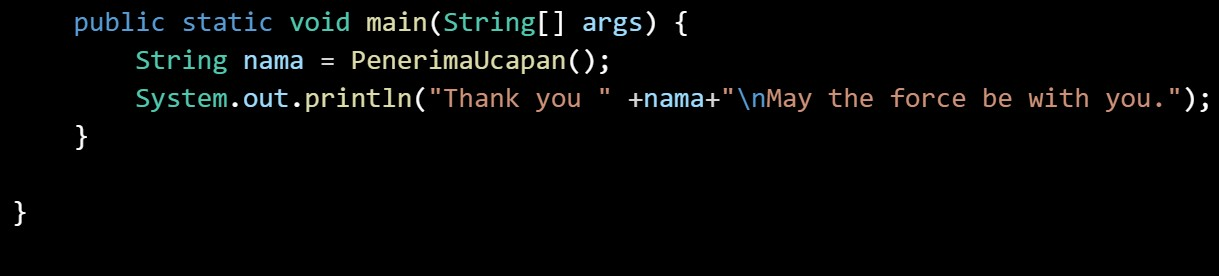 public static void main(String[] args) {
String nama = PenerimaUcapan();
System.out.println("Thank you " +nama+"\nMay the force be with you.");
}
}